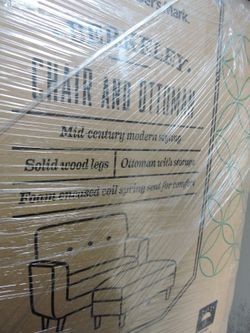 Mark.
BERKELEY
CHAIR AND OTTOMAN
Mid-century modern styling
Solid wood legs | Ottoman with storage
Foam encased coil spring seat for comfort